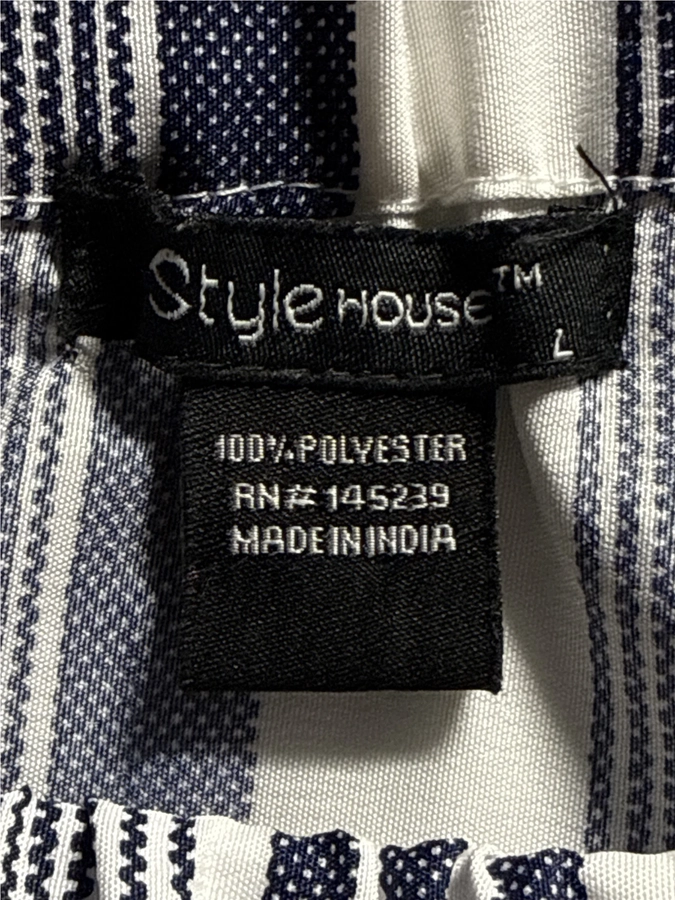 Style HOUSE™
L
100% POLYESTER
RN# 145239
MADE IN INDIA